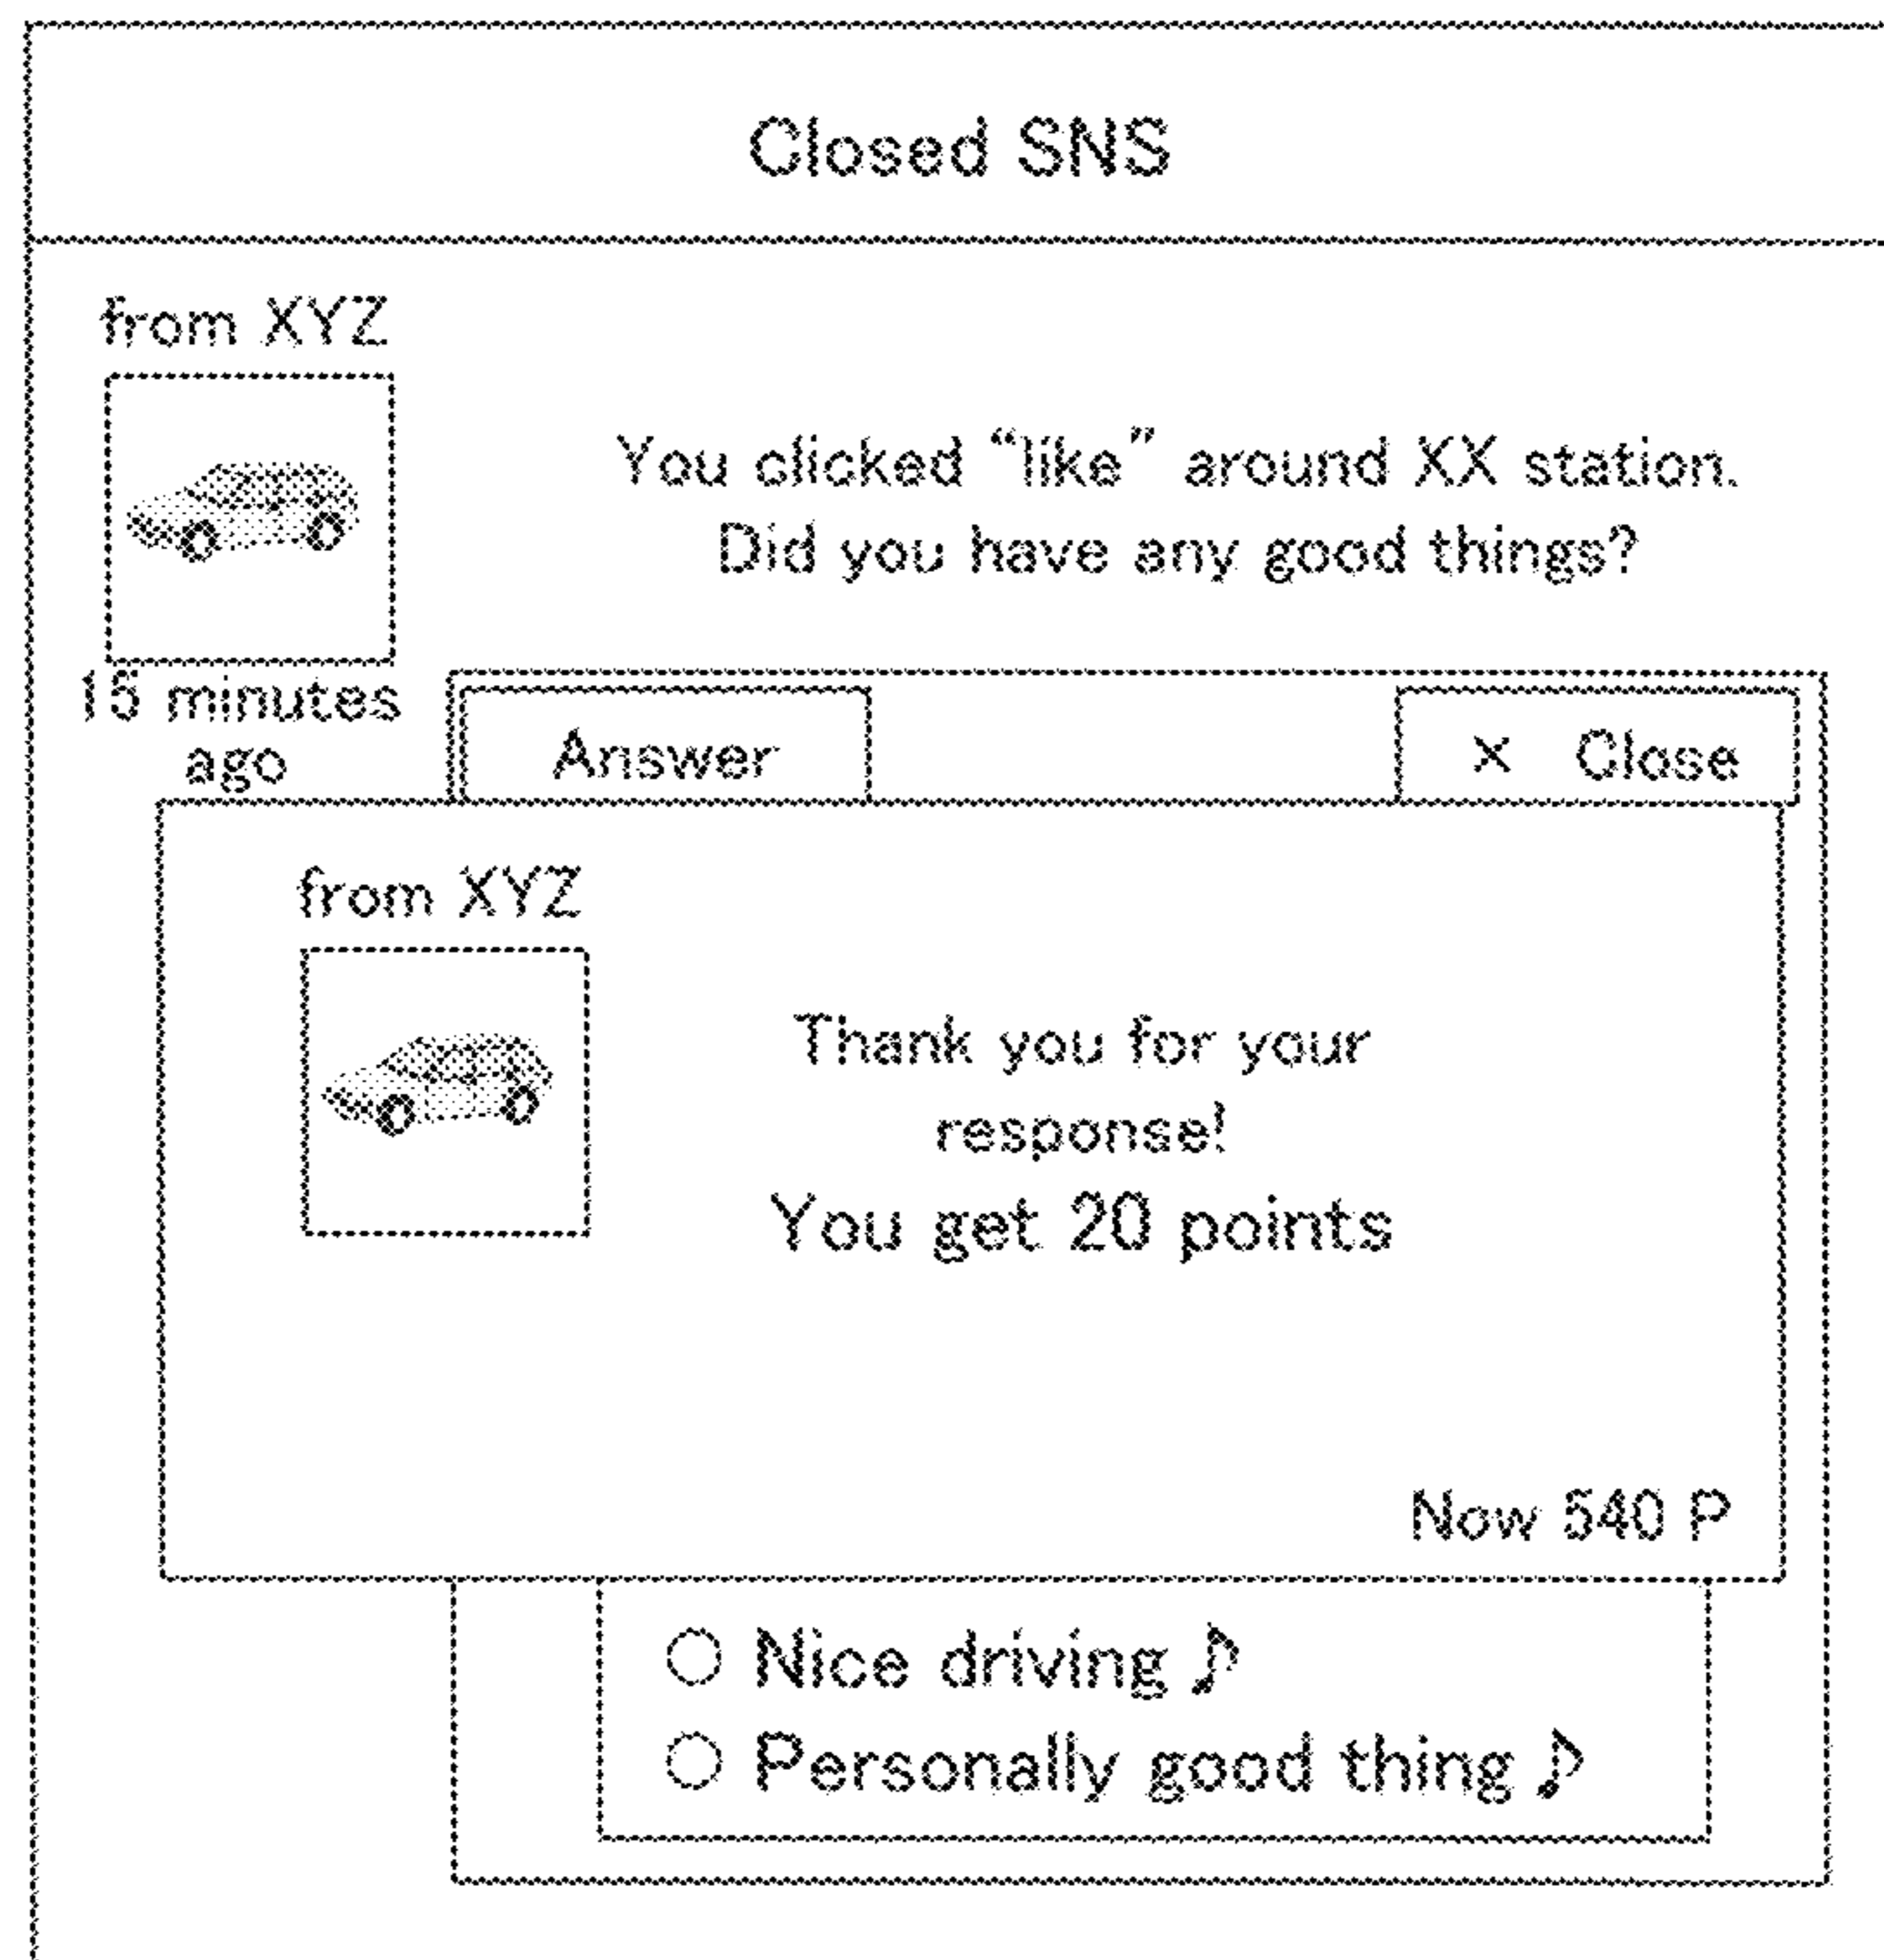 Closed SNS
from XYZ
You clicked “like” around XX station.
Did you have any good things?
15 minutes
ago
Answer
× Close
from XYZ
Thank you for your
response!
You get 20 points
Now 540 P
○ Nice driving♪
○ Personally good thing♪